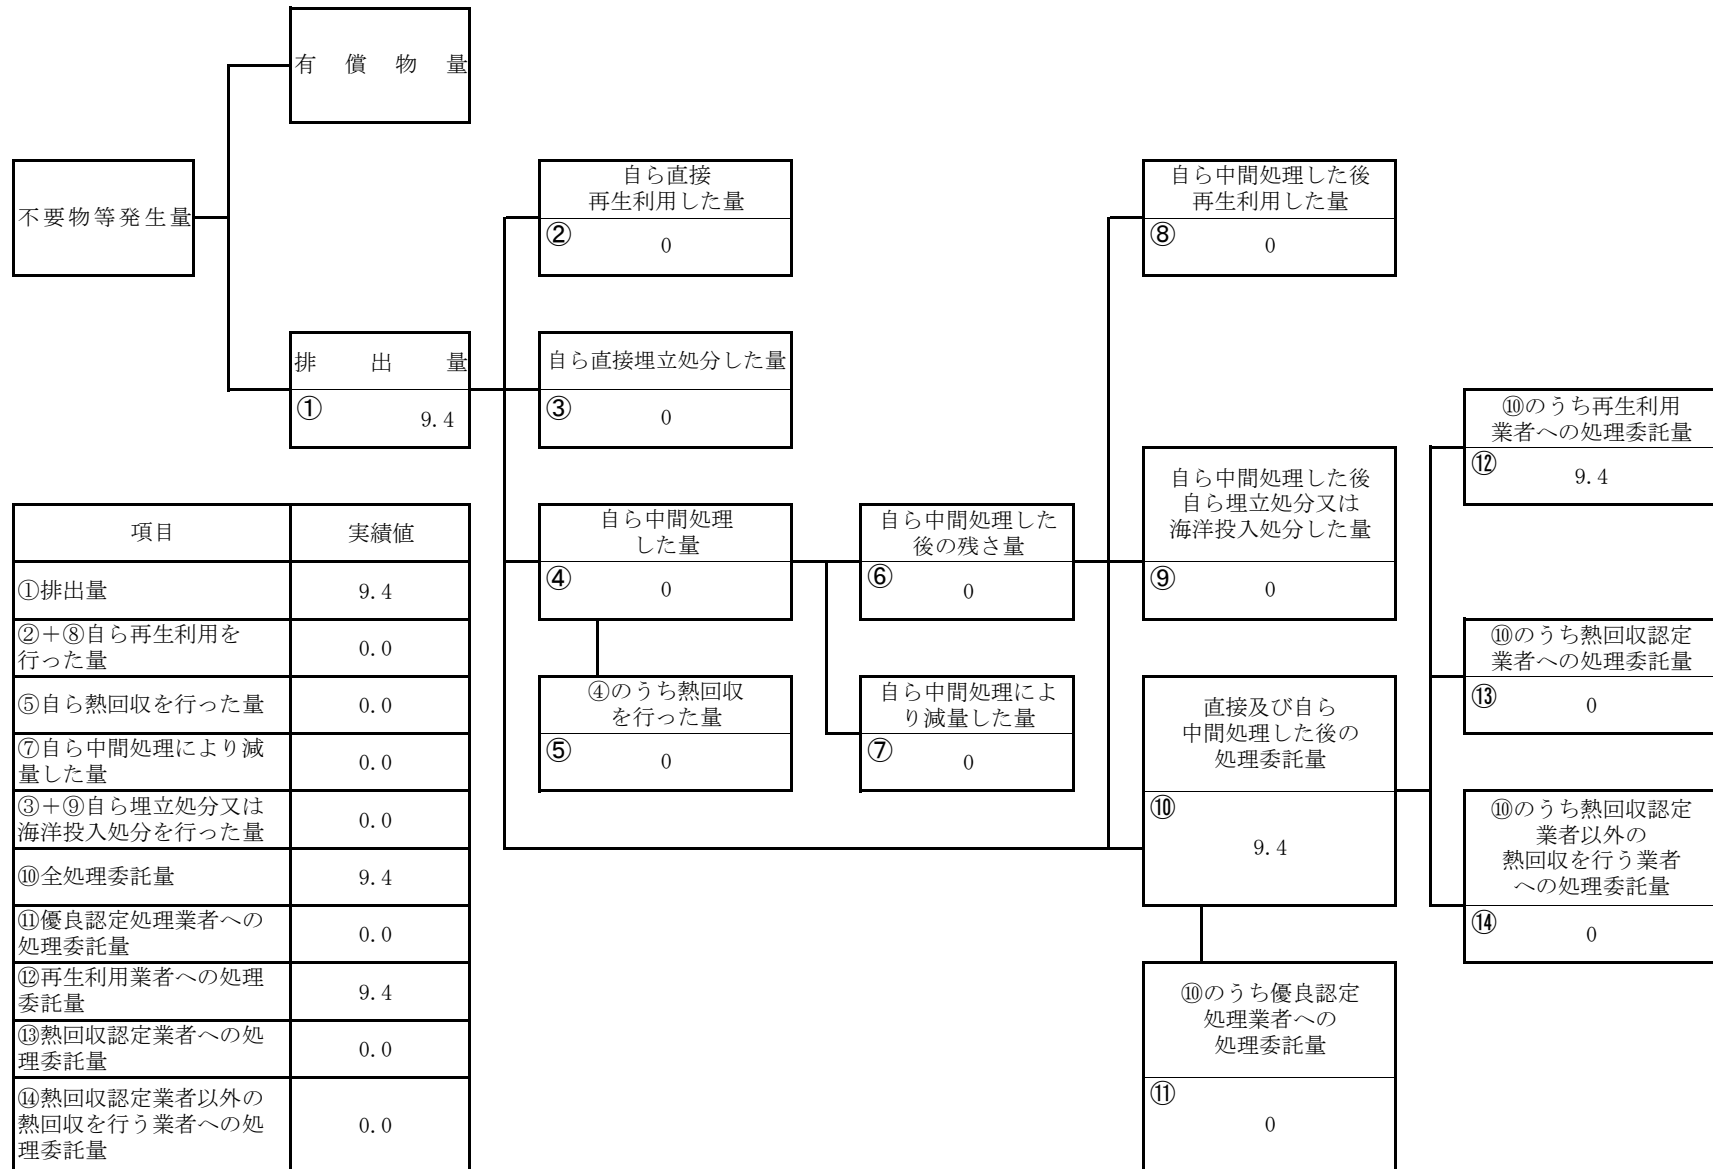 有償物量
不要物等発生量
排出量
①
9.4
自ら直接
再生利用した量
②
0
自ら直接埋立処分した量
③
0
自ら中間処理
した量
④
0
④のうち熱回収
を行った量
⑤
0
自ら中間処理した
後の残さ量
⑥
0
自ら中間処理によ
り減量した量
⑦
0
自ら中間処理した後
再生利用した量
⑧
0
自ら中間処理した後
自ら埋立処分又は
海洋投入処分した量
⑨
0
直接及び自ら
中間処理した後の
処理委託量
⑩
9.4
⑩のうち優良認定
処理業者への
処理委託量
⑪
0
⑩のうち再生利用
業者への処理委託量
⑫
9.4
⑩のうち熱回収認定
業者への処理委託量
⑬
0
⑩のうち熱回収認定
業者以外の
熱回収を行う業者
への処理委託量
⑭
0
項目 実績値
①排出量 9.4
②+⑧自ら再生利用を
行った量 0.0
⑤自ら熱回収を行った量 0.0
⑦自ら中間処理により減
量した量 0.0
③+⑨自ら埋立処分又は
海洋投入処分を行った量 0.0
⑩全処理委託量 9.4
⑪優良認定処理業者への
処理委託量 0.0
⑫再生利用業者への処理
委託量 9.4
⑬熱回収認定業者への処
理委託量 0.0
⑭熱回収認定業者以外の
熱回収を行う業者への処 0.0
理委託量